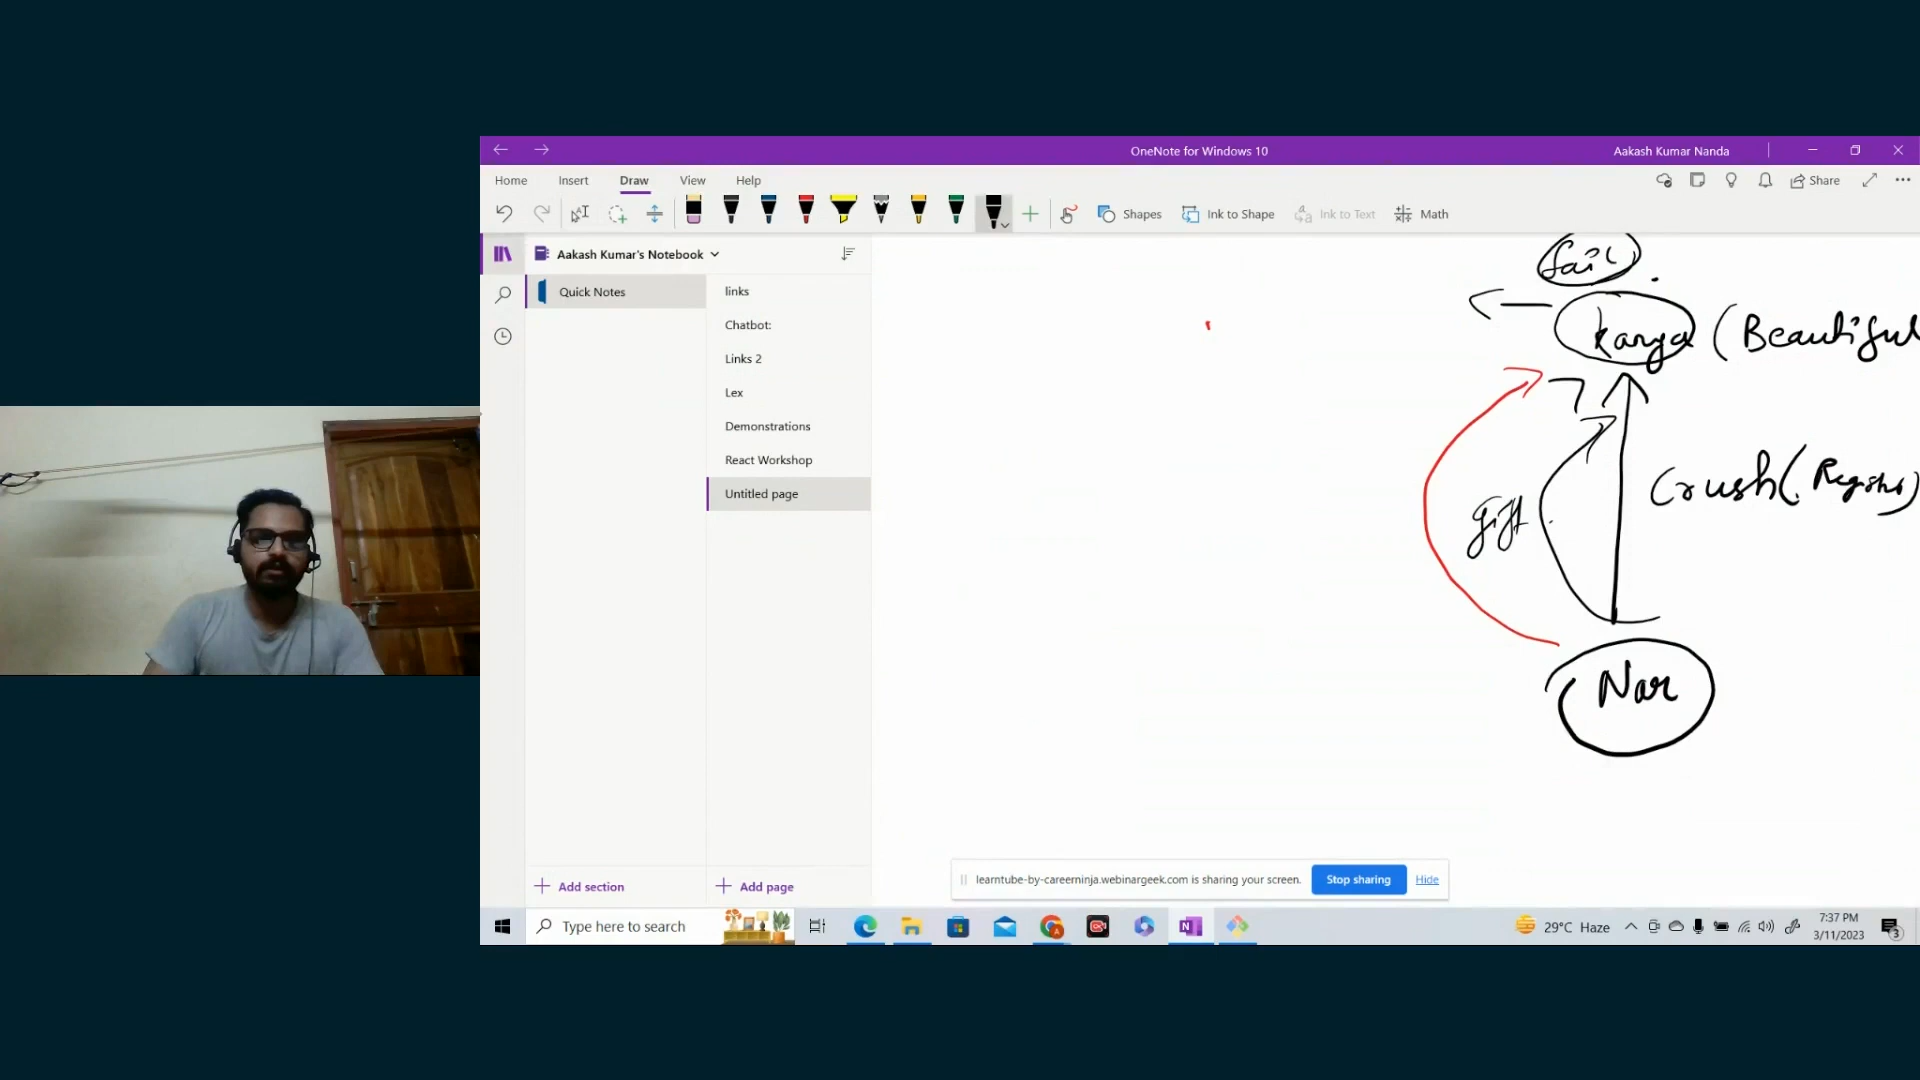 OneNote for Windows 10
Aakash Kumar Nanda
Home Insert Draw View Help
Share
Shapes Ink to Shape Ink to Text Math
Aakash Kumar's Notebook
Quick Notes
links
Chatbot:
Links 2
Lex
Demonstrations
React Workshop
Untitled page
Add section
Add page
fail
Kanya (Beautiful
Crush (Register)
gift
Nar
learntube-by-careerninja.webinargeek.com is sharing your screen. Stop sharing Hide
Type here to search
29°C Haze
7:37 PM
3/11/2023
3